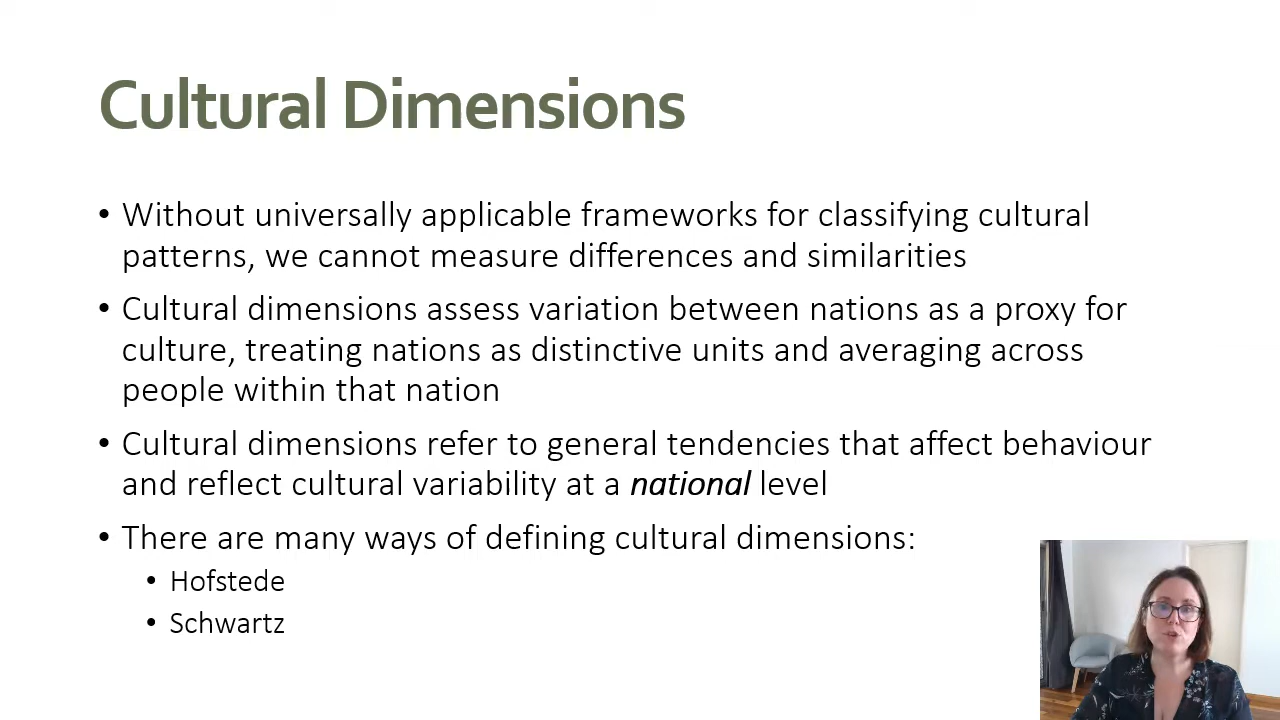 Cultural Dimensions
• Without universally applicable frameworks for classifying cultural
patterns, we cannot measure differences and similarities
• Cultural dimensions assess variation between nations as a proxy for
culture, treating nations as distinctive units and averaging across
people within that nation
• Cultural dimensions refer to general tendencies that affect behaviour
and reflect cultural variability at a national level
• There are many ways of defining cultural dimensions:
• Hofstede
• Schwartz